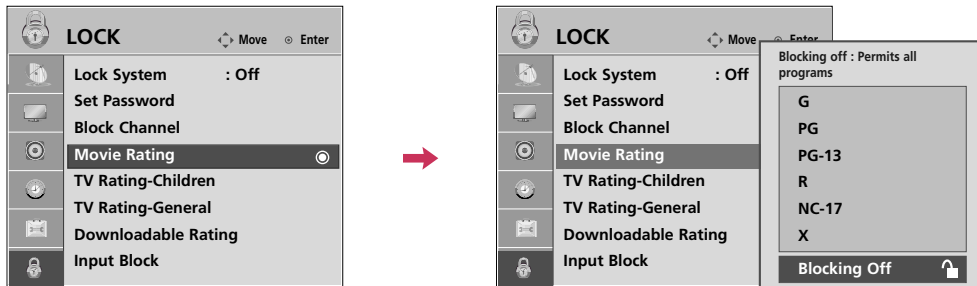 LOCK Move Enter
Lock System : Off
Set Password
Block Channel
Movie Rating
TV Rating-Children
TV Rating-General
Downloadable Rating
Input Block
LOCK Move Enter
Lock System : Off
Set Password
Block Channel
Movie Rating
TV Rating-Children
TV Rating-General
Downloadable Rating
Input Block
Blocking off : Permits all
programs
G
PG
PG-13
R
NC-17
X
Blocking Off